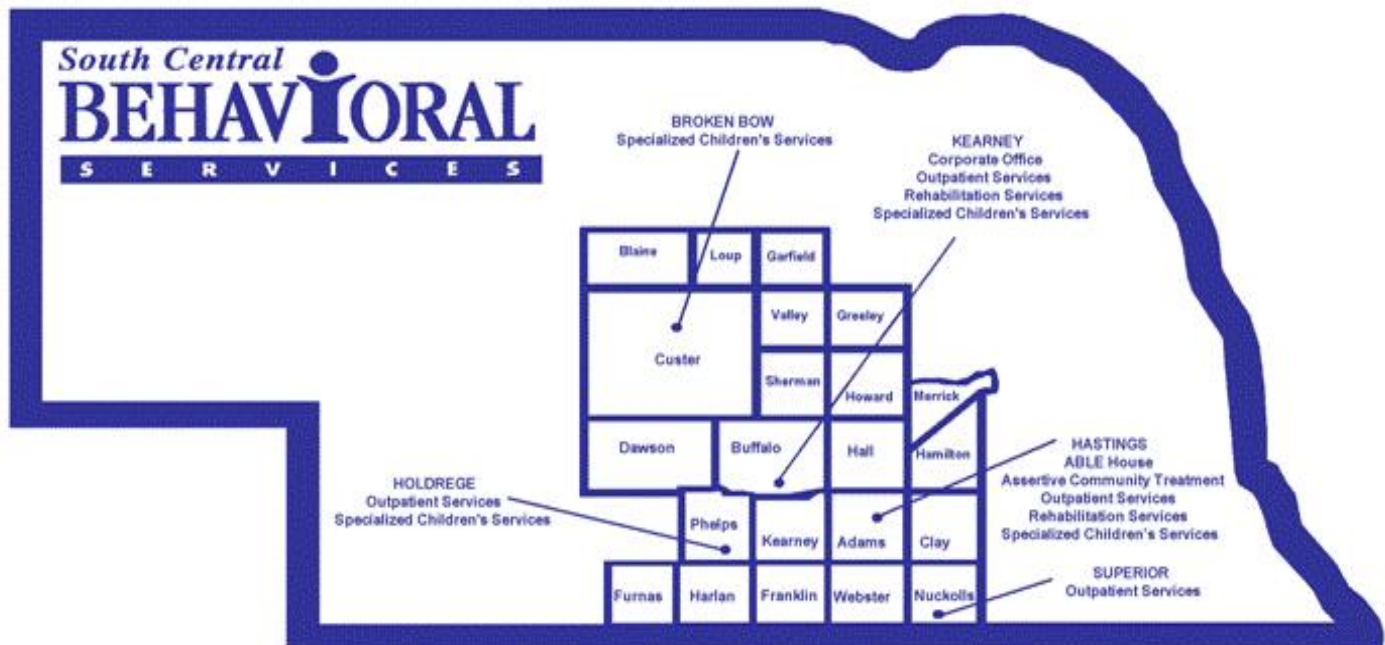 South Central
BEHAVIORAL
SERVICES
BROKEN BOW
Specialized Children's Services
KEARNEY
Corporate Office
Outpatient Services
Rehabilitation Services
Specialized Children's Services
Blaine
Loup
Garfield
Valley
Greeley
Custer
Sherman
Howard
Merrick
Dawson
Buffalo
Hall
Hamilton
HASTINGS
ABLE House
Assertive Community Treatment
Outpatient Services
Rehabilitation Services
Specialized Children's Services
HOLDREGE
Outpatient Services
Specialized Children's Services
Phelps
Kearney
Adams
Clay
SUPERIOR
Outpatient Services
Furnas
Harlan
Franklin
Webster
Nuckolls